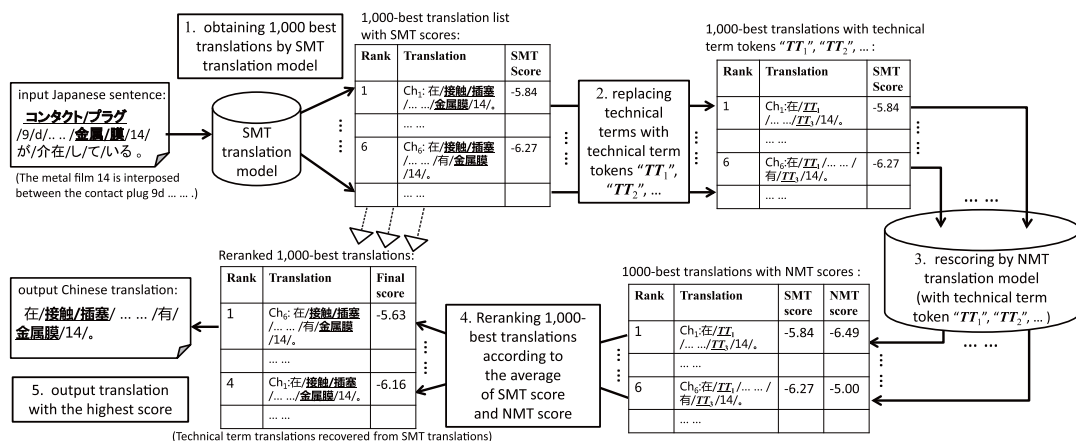 1. obtaining 1,000 best
translations by SMT
translation model
input Japanese sentence:
コンタクト/プラグ
/9/d/.. .. /金属/膜/14/
が/介在/し/て/いる 。
(The metal film 14 is interposed
between the contact plug 9d ... ... .)
SMT
translation
model
1,000-best translation list
with SMT scores:
Rank Translation SMT
Score
1 Ch1: 在/接触/插塞
/... .../金属膜/14/。 -5.84
... ...
6 Ch6: 在/接触/插塞
/... ... /有/金属膜
/14/。 -6.27
... ...
2. replacing
technical
terms with
technical term
tokens “TT1”,
“TT2”, ...
1,000-best translations with technical
term tokens “TT1”, “TT2”, ... :
Rank Translation SMT
Score
1 Ch1:在/TT1
/... .../TT3/14/。 -5.84
... ...
6 Ch6:在/TT1/... ... /
有/TT3/14/。 -6.27
... ...
... ...
3. rescoring by NMT
translation model
(with technical term
token “TT1”, “TT2”, ... )
... ...
1000-best translations with NMT scores :
Rank Translation SMT
score NMT
score
1 Ch1:在/TT1
/... .../TT3/14/。 -5.84 -6.49
... ...
6 Ch6:在/TT1/... ... /
有/TT3/14/。 -6.27 -5.00
... ...
4. Reranking 1,000-
best translations
according to
the average
of SMT score
and NMT score
Reranked 1,000-best translations:
Rank Translation Final
score
1 Ch6: 在/接触/插塞
/... ... /有/金属膜
/14/。 -5.63
... ...
4 Ch1:在/接触/插塞
/... .../金属膜/14/。 -6.16
... ...
(Technical term translations recovered from SMT translations)
output Chinese translation:
在/接触/插塞/ ... ... /有/
金属膜/14/。
5. output translation
with the highest score